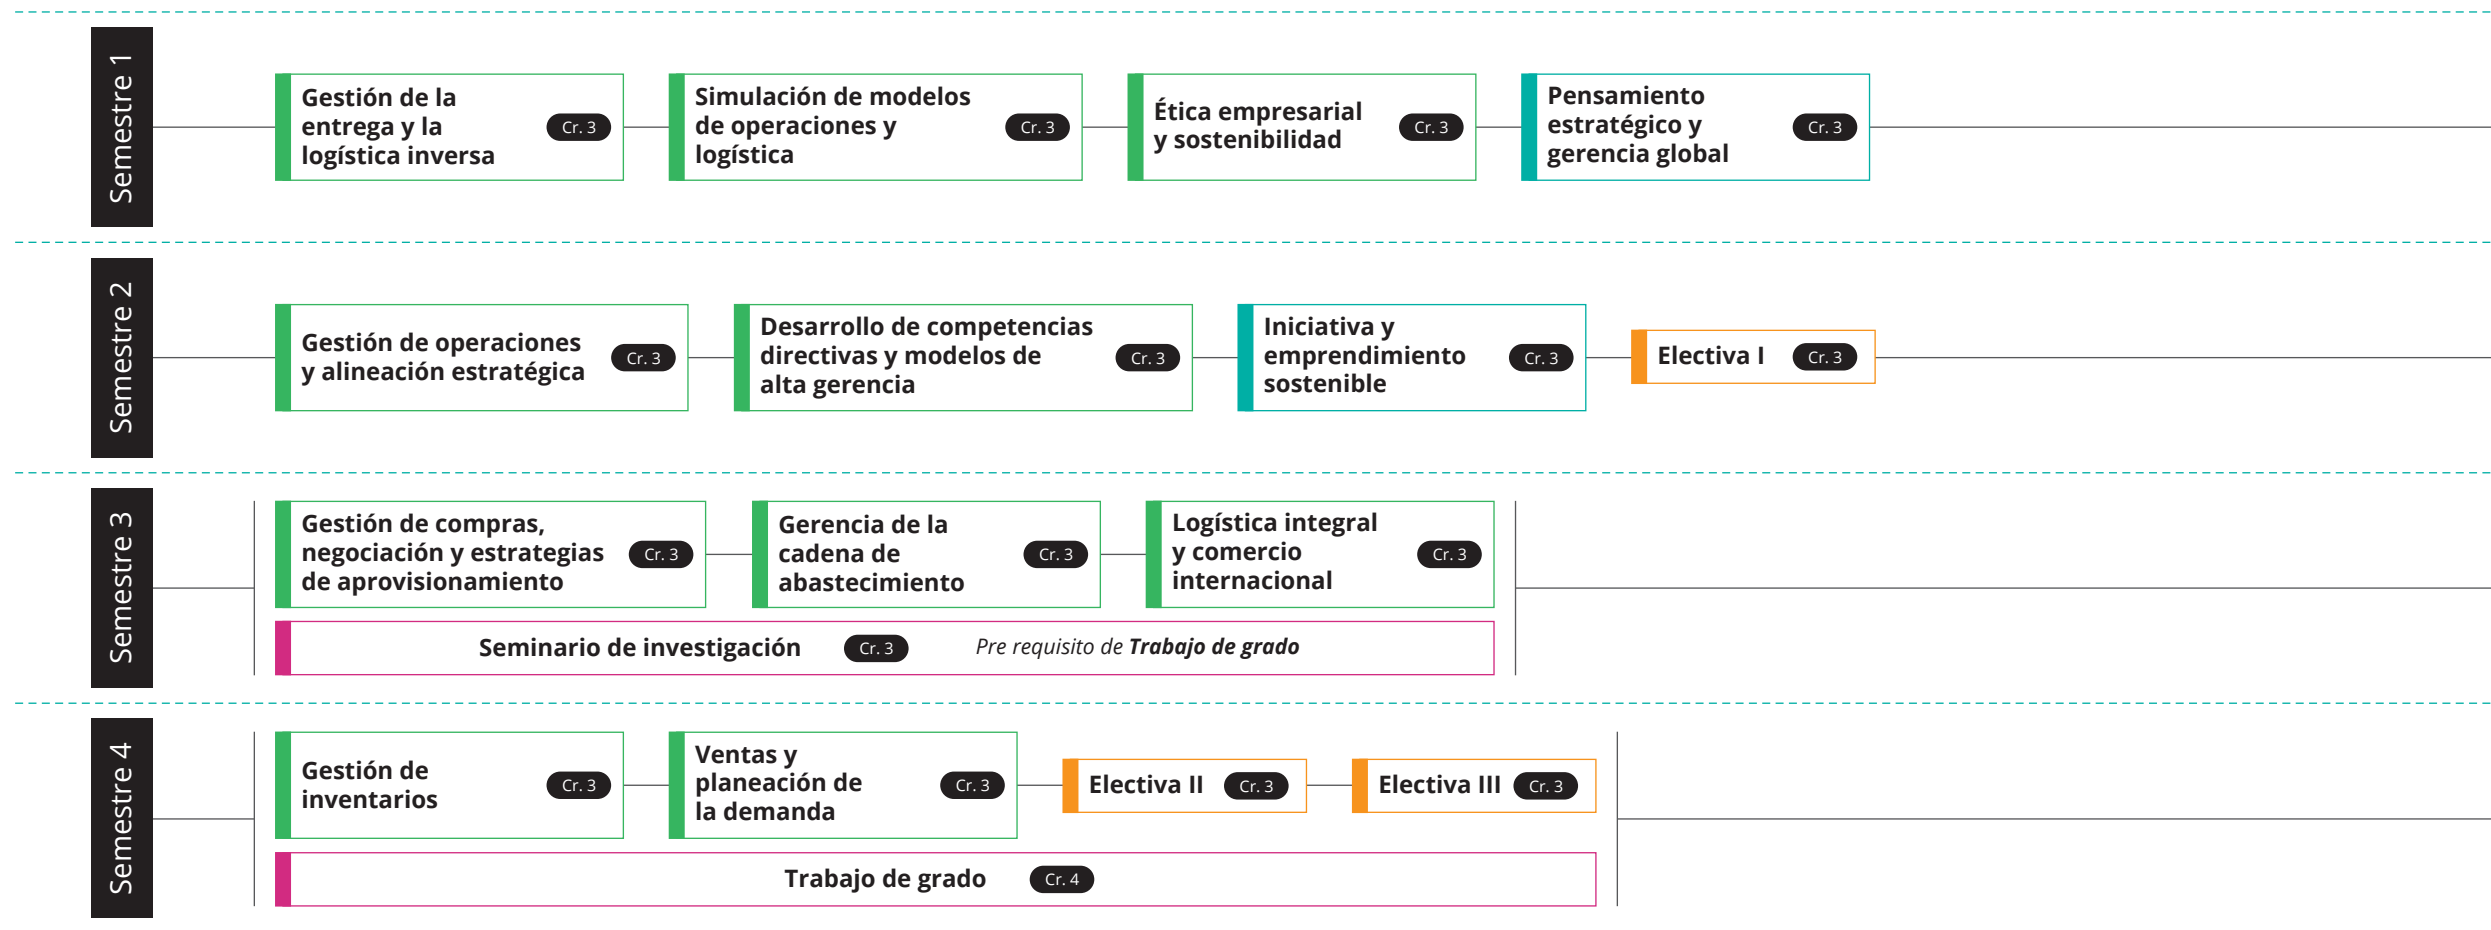 Semestre 1
Gestión de la
entrega y la
logística inversa
Cr. 3
Simulación de modelos
de operaciones y
logística
Cr. 3
Ética empresarial
y sostenibilidad
Cr. 3
Pensamiento
estratégico y
gerencia global
Cr. 3
Semestre 2
Gestión de operaciones
y alineación estratégica
Cr. 3
Desarrollo de competencias
directivas y modelos de
alta gerencia
Cr. 3
Iniciativa y
emprendimiento
sostenible
Cr. 3
Electiva I
Cr. 3
Semestre 3
Gestión de compras,
negociación y estrategias
de aprovisionamiento
Cr. 3
Gerencia de la
cadena de
abastecimiento
Cr. 3
Logística integral
y comercio
internacional
Cr. 3
Seminario de investigación
Cr. 3
Pre requisito de Trabajo de grado
Semestre 4
Gestión de
inventarios
Cr. 3
Ventas y
planeación de
la demanda
Cr. 3
Electiva II
Cr. 3
Electiva III
Cr. 3
Trabajo de grado
Cr. 4